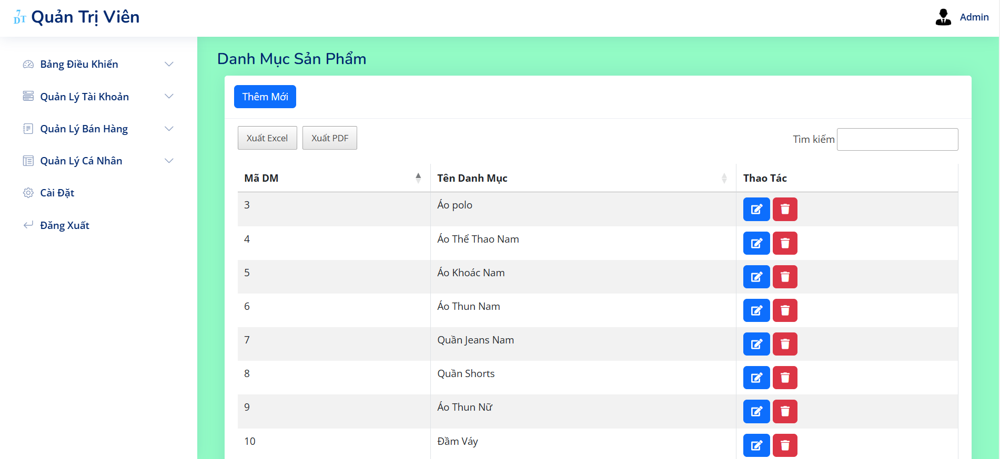 7
DT Quản Trị Viên
Admin
Bảng Điều Khiển
Quản Lý Tài Khoản
Quản Lý Bán Hàng
Quản Lý Cá Nhân
Cài Đặt
Đăng Xuất
Danh Mục Sản Phẩm
Thêm Mới
Xuất Excel Xuất PDF
Tìm kiếm
Mã DM Tên Danh Mục Thao Tác
3 Áo polo
4 Áo Thể Thao Nam
5 Áo Khoác Nam
6 Áo Thun Nam
7 Quần Jeans Nam
8 Quần Shorts
9 Áo Thun Nữ
10 Đầm Váy